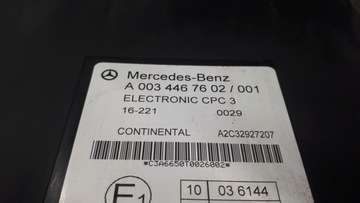 Mercedes-Benz
A 003 446 76 02 / 001
ELECTRONIC CPC 3
16-221 0029
CONTINENTAL A2C32927207
*C3A6650T0026002*
E1 10 03 6144